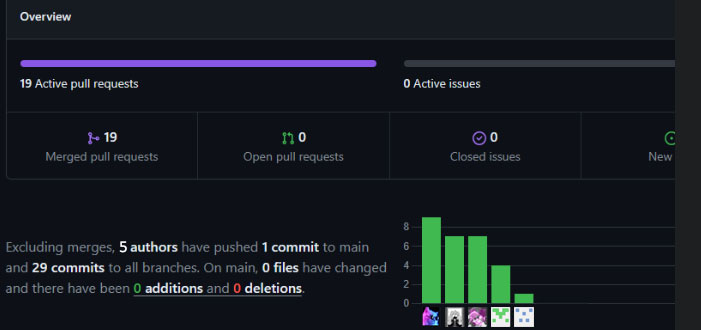 Overview
19 Active pull requests
0 Active issues
19
Merged pull requests
0
Open pull requests
0
Closed issues
New
Excluding merges, 5 authors have pushed 1 commit to main
and 29 commits to all branches. On main, 0 files have changed
and there have been 0 additions and 0 deletions.
8
6
4
2
0